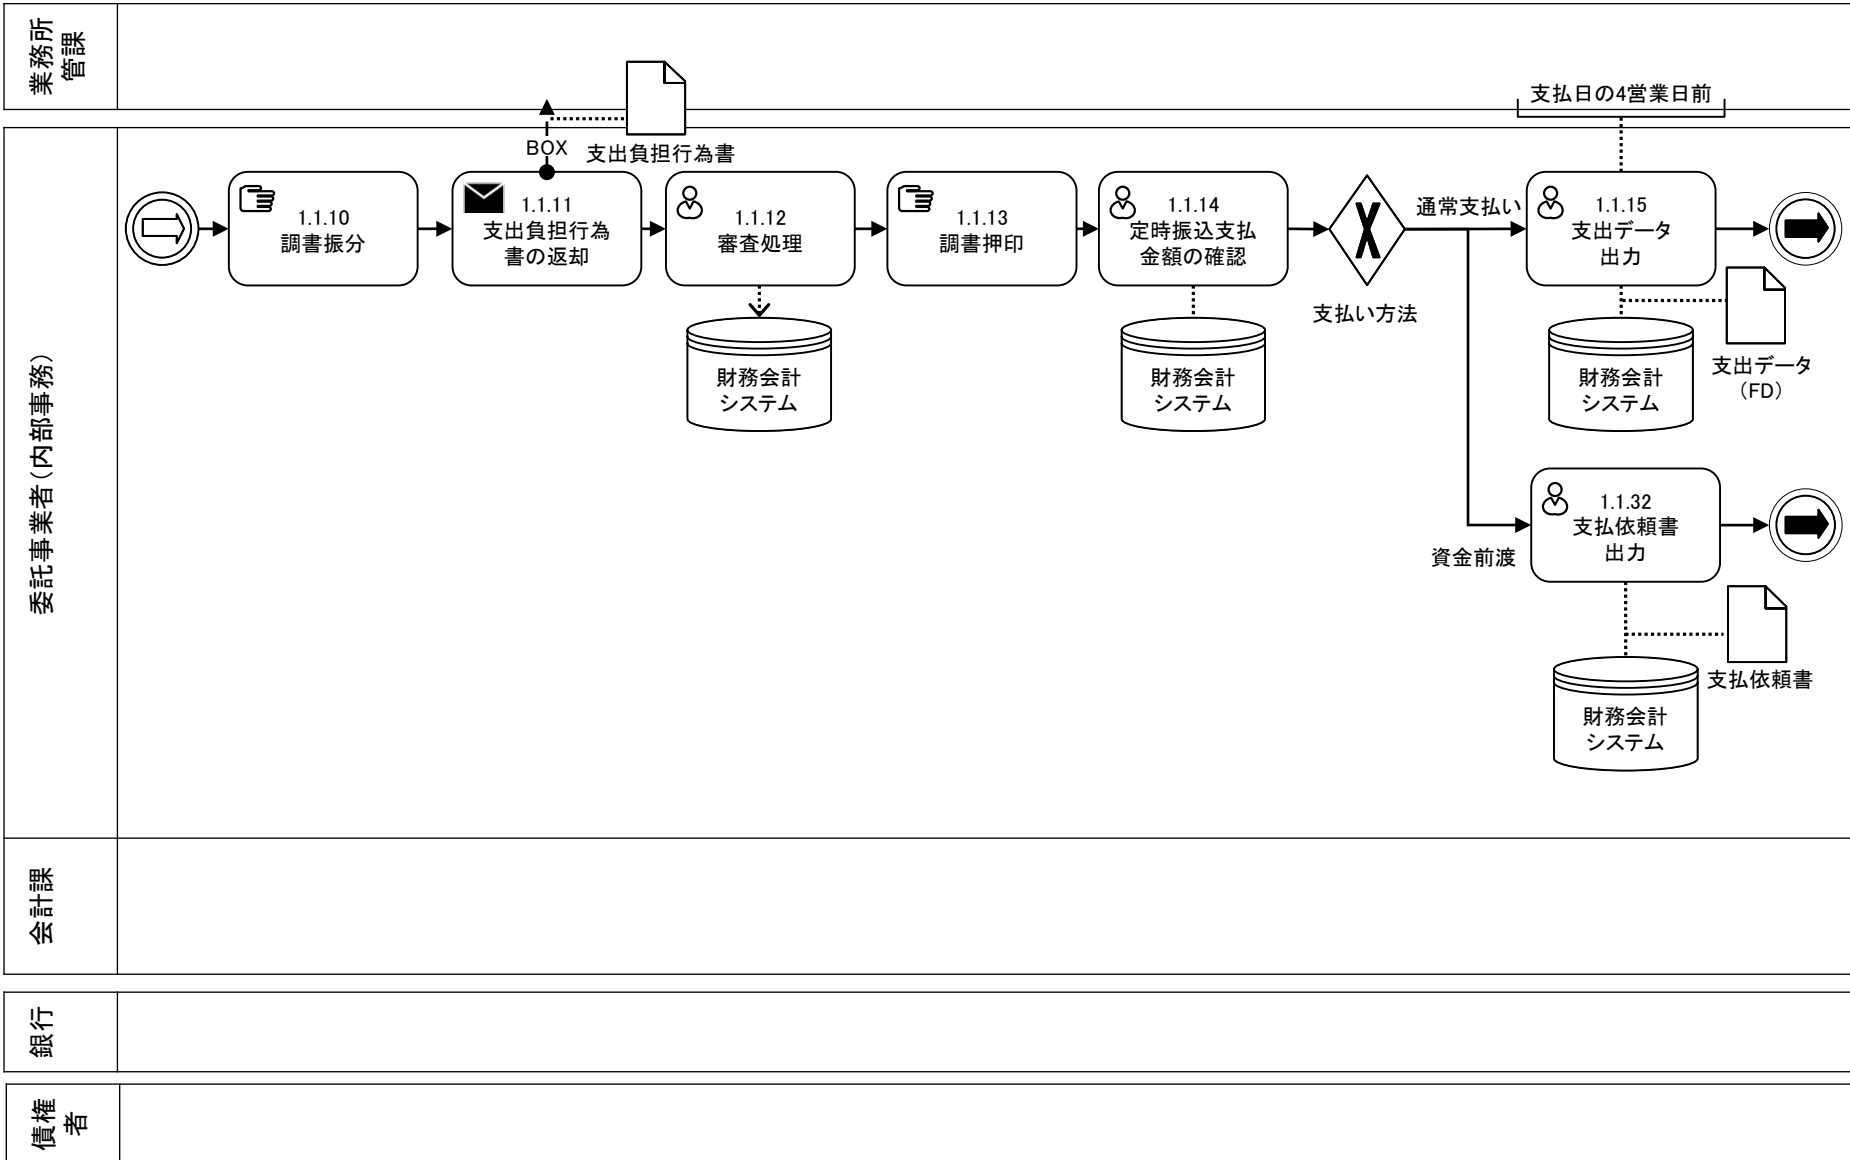 業務所
管課
支払日の4営業日前
BOX
支出負担行為書
委託事業者(内部事務)
1.1.10
調書振分
1.1.11
支出負担行為
書の返却
1.1.12
審査処理
1.1.13
調書押印
1.1.14
定時振込支払
金額の確認
通常支払い
1.1.15
支出データ
出力
支払い方法
財務会計
システム
財務会計
システム
財務会計
システム
支出データ
(FD)
資金前渡
1.1.32
支払依頼書
出力
支払依頼書
財務会計
システム
会計課
銀行
債権
者